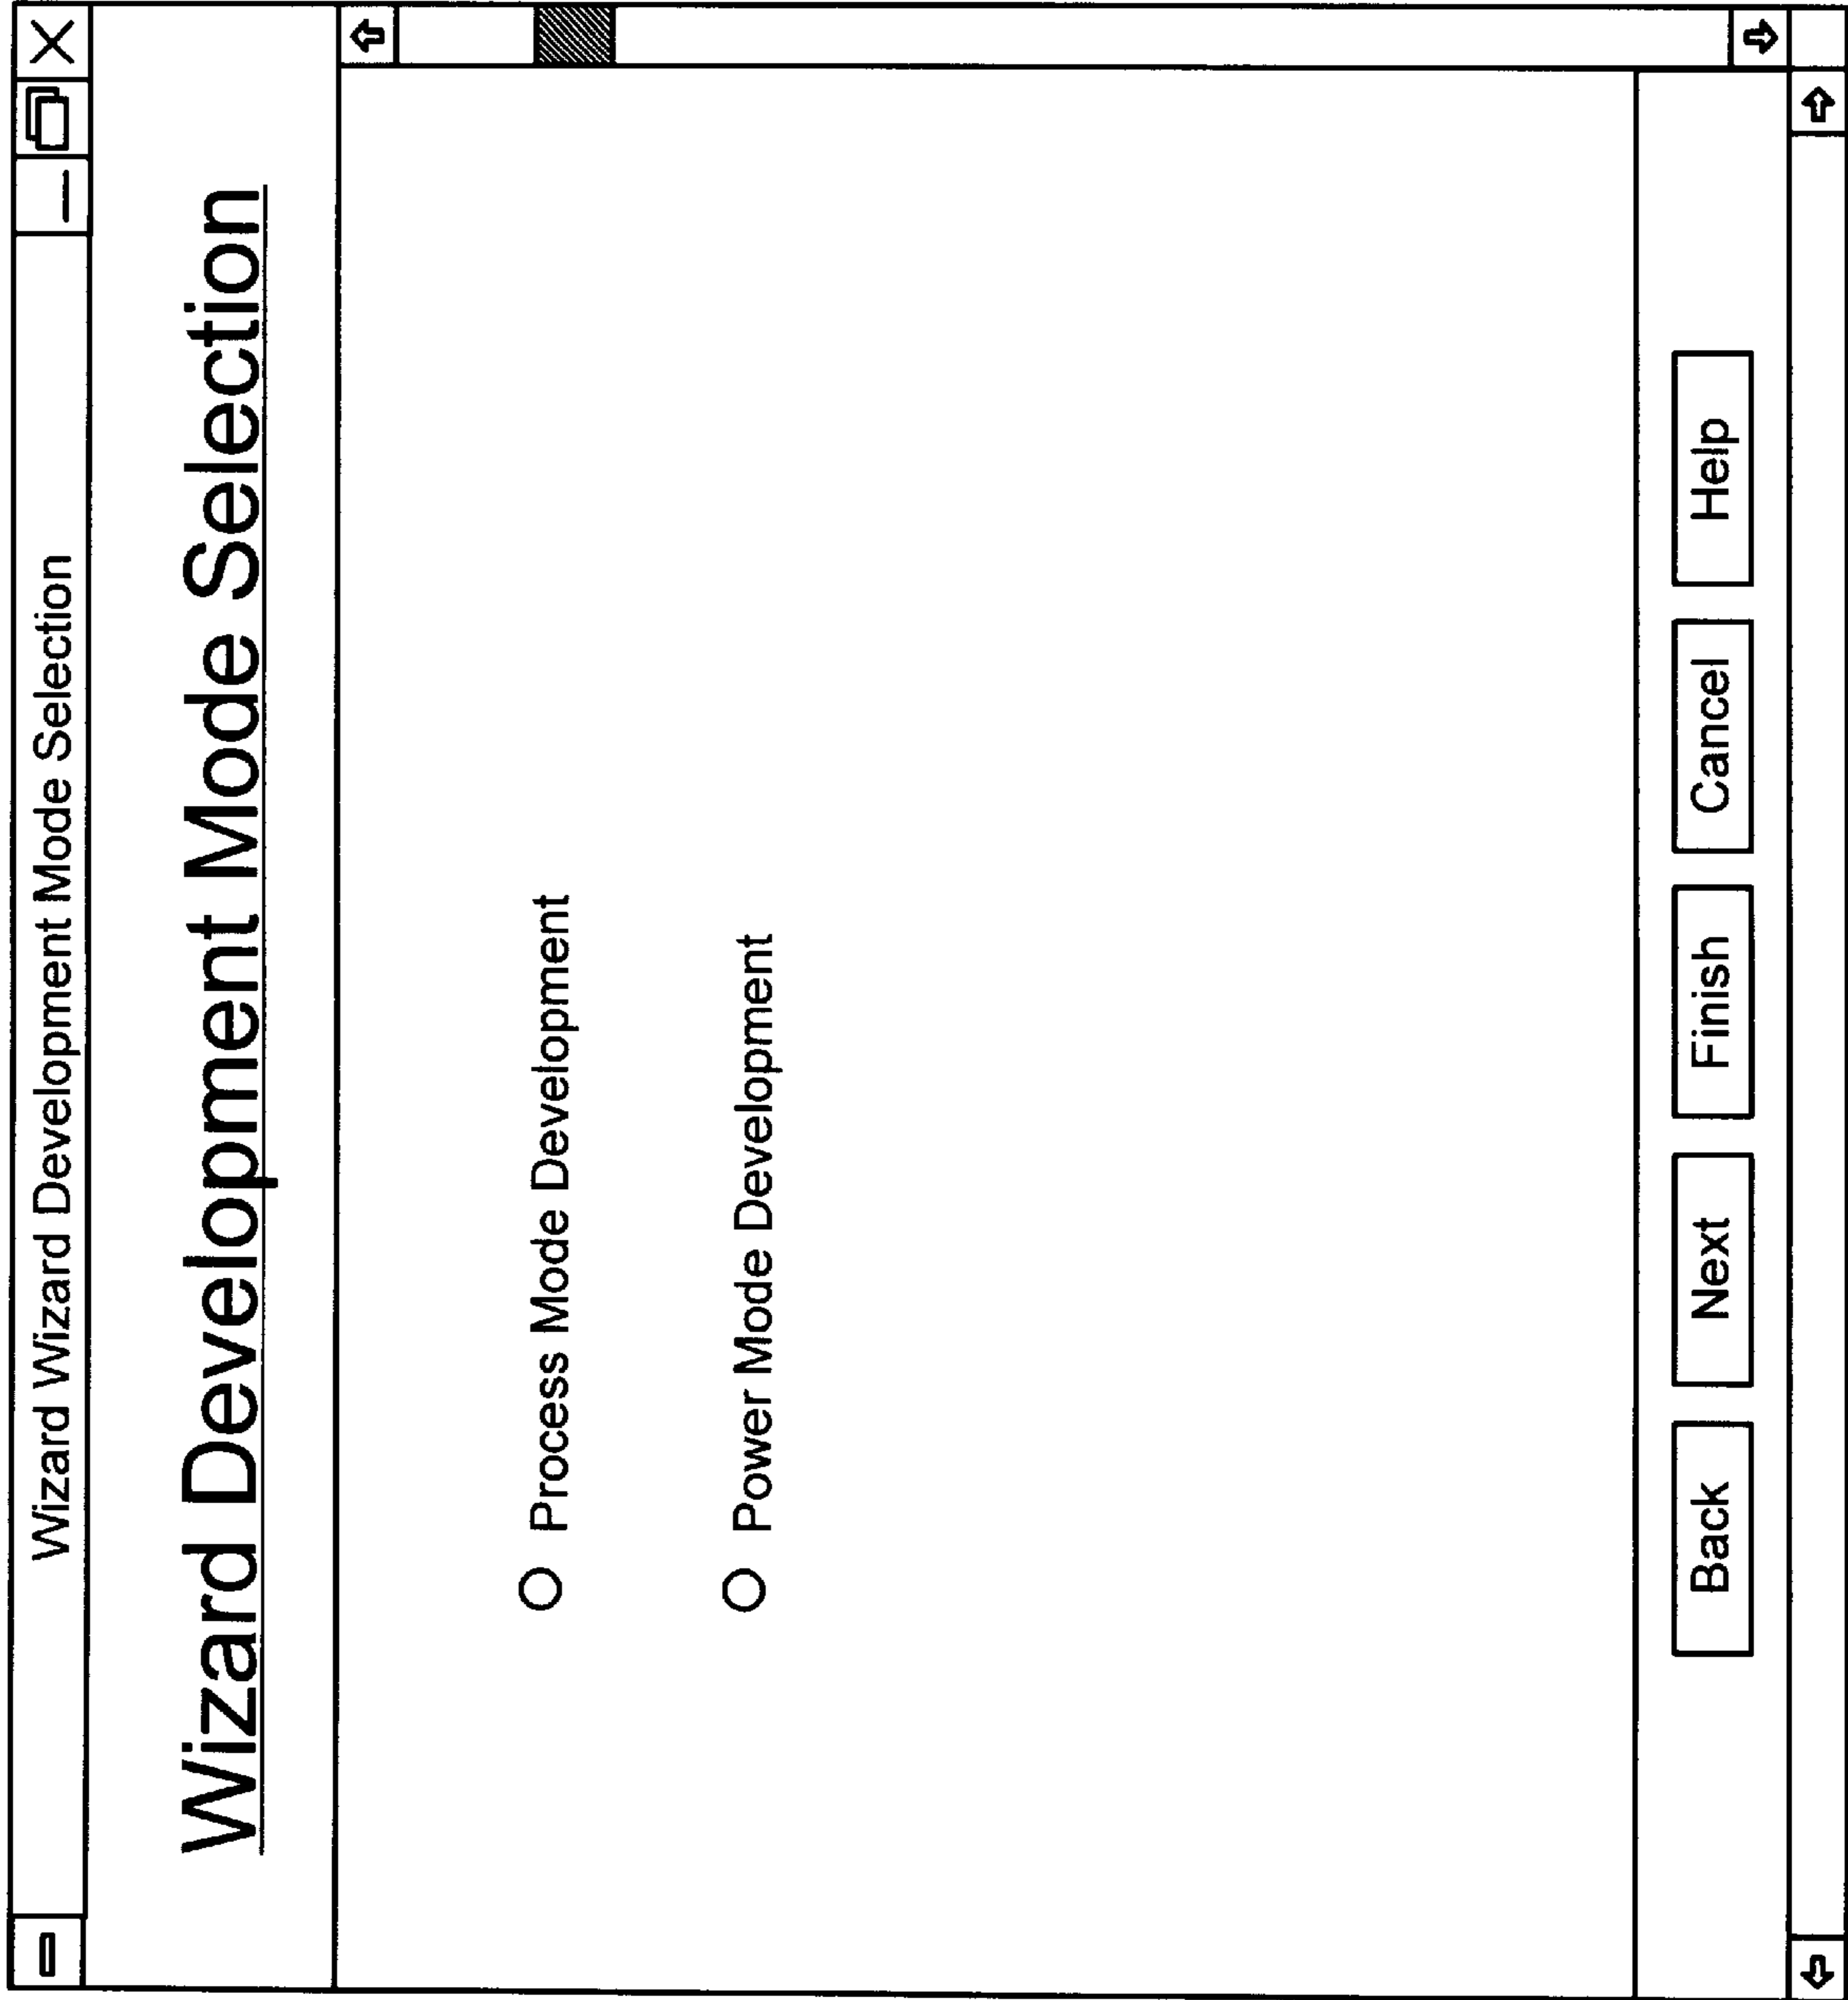 Wizard Wizard Development Mode Selection
Wizard Development Mode Selection
Process Mode Development
Power Mode Development
Back Next Finish Cancel Help